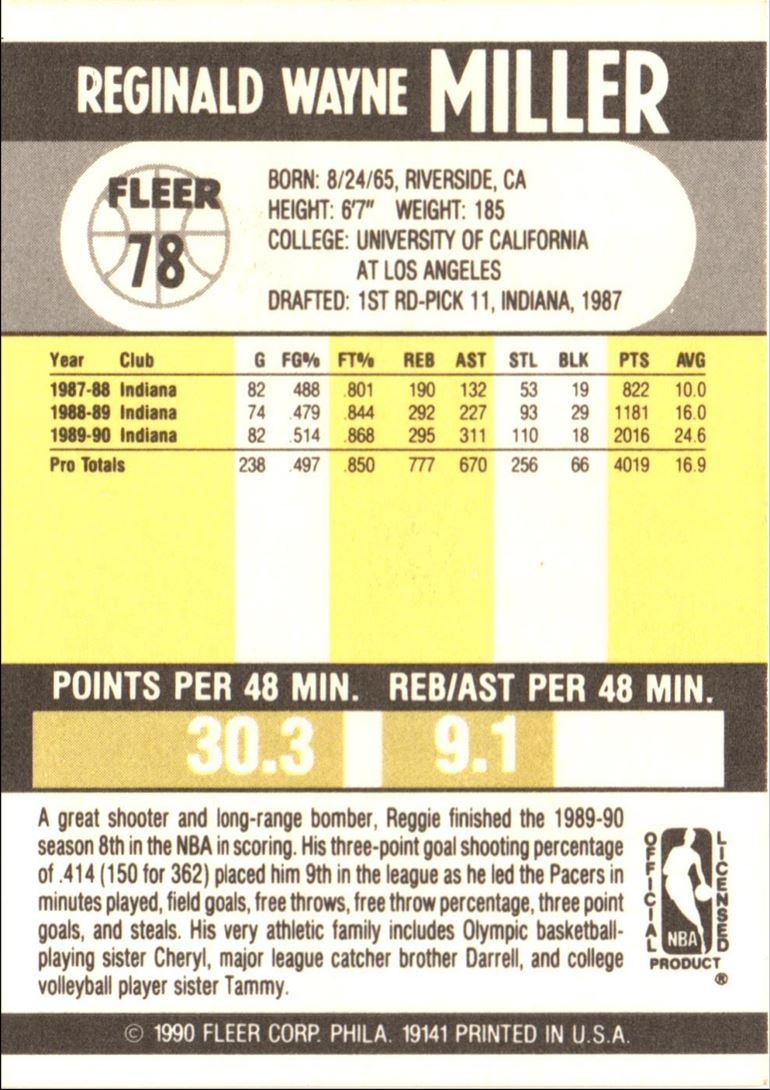 REGINALD WAYNE MILLER
FLEER
78
BORN: 8/24/65, RIVERSIDE, CA
HEIGHT: 6'7" WEIGHT: 185
COLLEGE: UNIVERSITY OF CALIFORNIA
AT LOS ANGELES
DRAFTED: 1ST RD-PICK 11, INDIANA, 1987
Year Club G FG% FT% REB AST STL BLK PTS AVG
1987-88 Indiana 82 .488 .801 190 132 53 19 822 10.0
1988-89 Indiana 74 .479 .844 292 227 93 29 1181 16.0
1989-90 Indiana 82 .514 .868 295 311 110 18 2016 24.6
Pro Totals 238 .497 .850 777 670 256 66 4019 16.9
POINTS PER 48 MIN. REB/AST PER 48 MIN.
30.3 9.1
A great shooter and long-range bomber, Reggie finished the 1989-90
season 8th in the NBA in scoring. His three-point goal shooting percentage
of .414 (150 for 362) placed him 9th in the league as he led the Pacers in
minutes played, field goals, free throws, free throw percentage, three point
goals, and steals. His very athletic family includes Olympic basketball-
playing sister Cheryl, major league catcher brother Darrell, and college
volleyball player sister Tammy.
OFFICIAL
LICENSED
NBA
PRODUCT
®
© 1990 FLEER CORP. PHILA. 19141 PRINTED IN U.S.A.